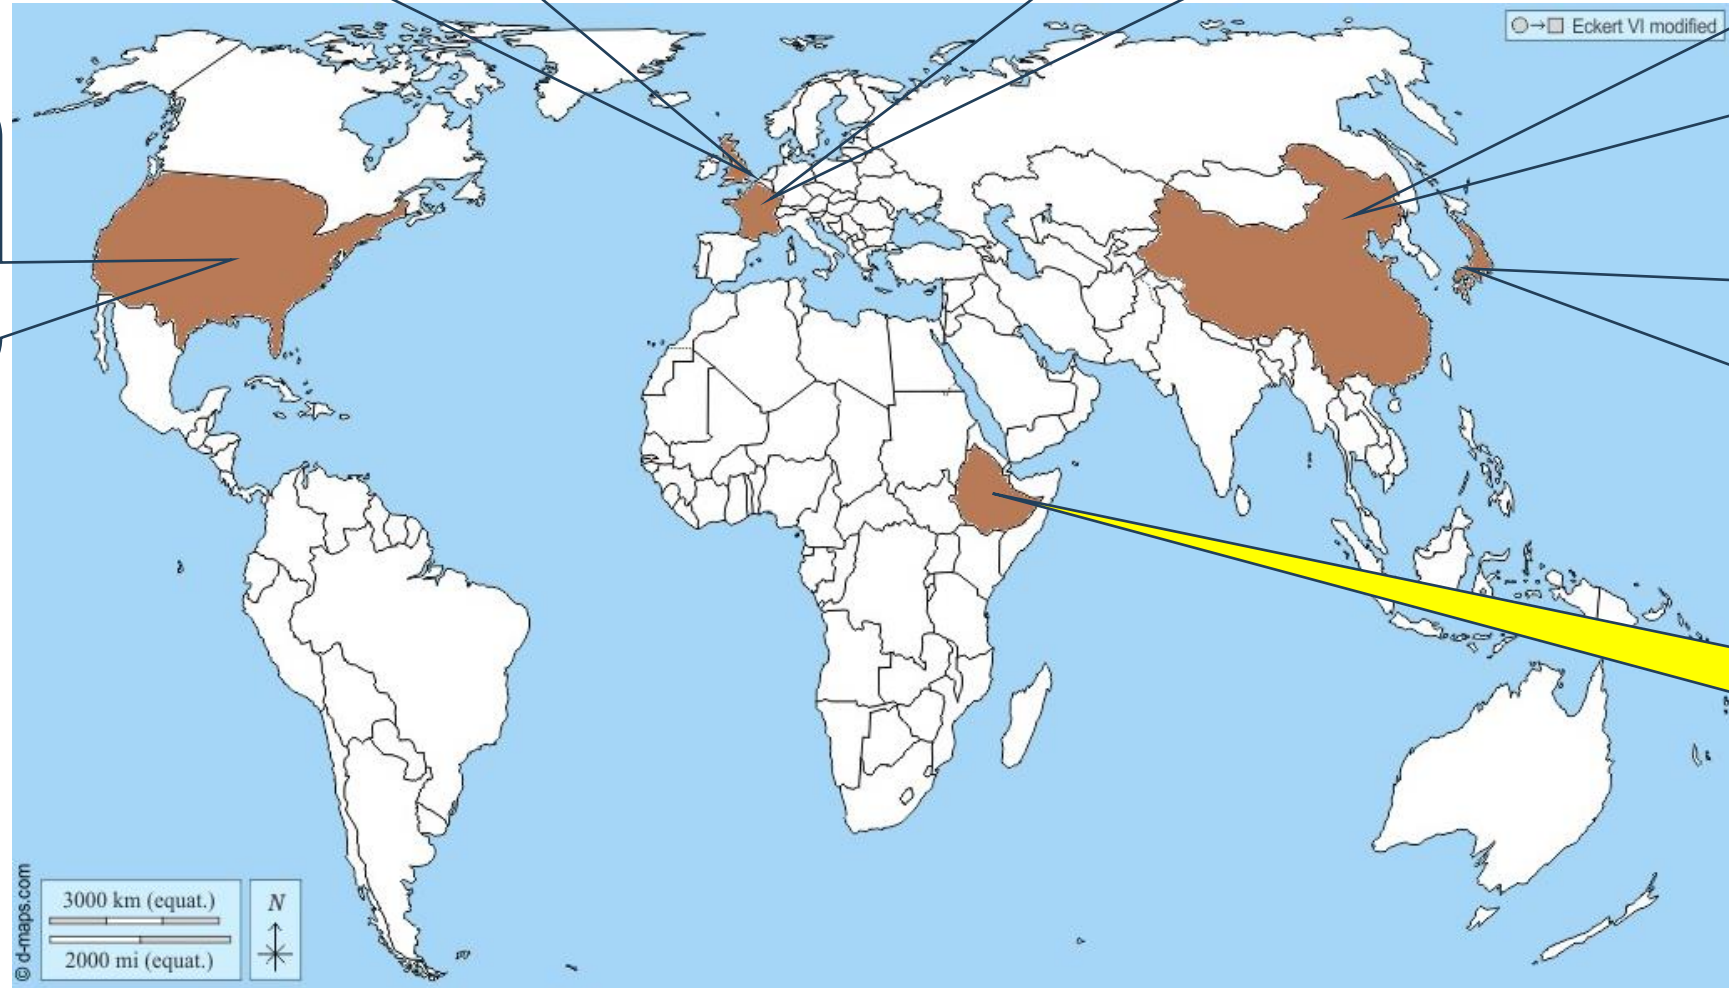 Eckert VI modified
© d-maps.com
3000 km (equat.)
2000 mi (equat.)
N